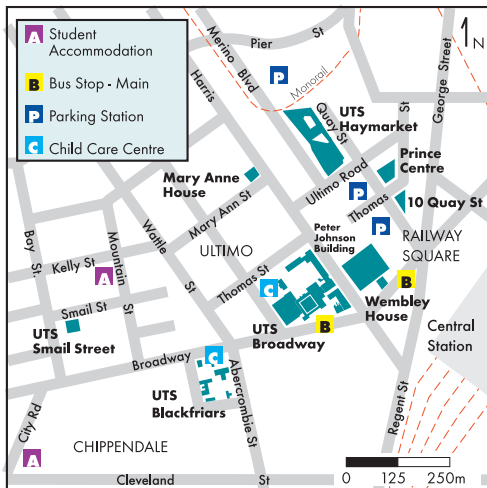 A Student
Accommodation
B Bus Stop - Main
P Parking Station
C Child Care Centre
Pier St
N
Merino Blvd
George Street
P
Monorail
Harris St
Quay St
UTS
Haymarket
Prince
Centre
Ultimo Road
Mary Anne
House
P
Thomas St
10 Quay St
Mary Ann St
P
Bay St.
Mountain St
Wattle St
ULTIMO
Peter
Johnson
Building
RAILWAY
SQUARE
Kelly St
A
Thomas St
C
B
Wembley
House
Smail St
UTS
Smail Street
UTS
Broadway
B
Central
Station
Broadway
C
Abercrombie St
Regent St
UTS
Blackfriars
City Rd
CHIPPENDALE
A
Cleveland St
0 125 250m